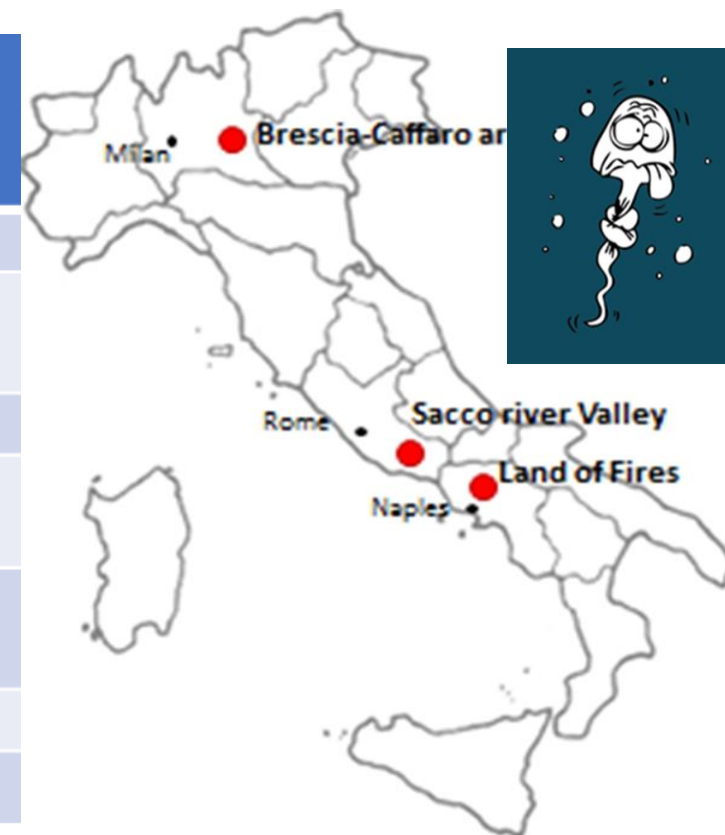 Milan
Brescia-Caffaro ar
Rome
Sacco river Valley
Land of Fires
Naples